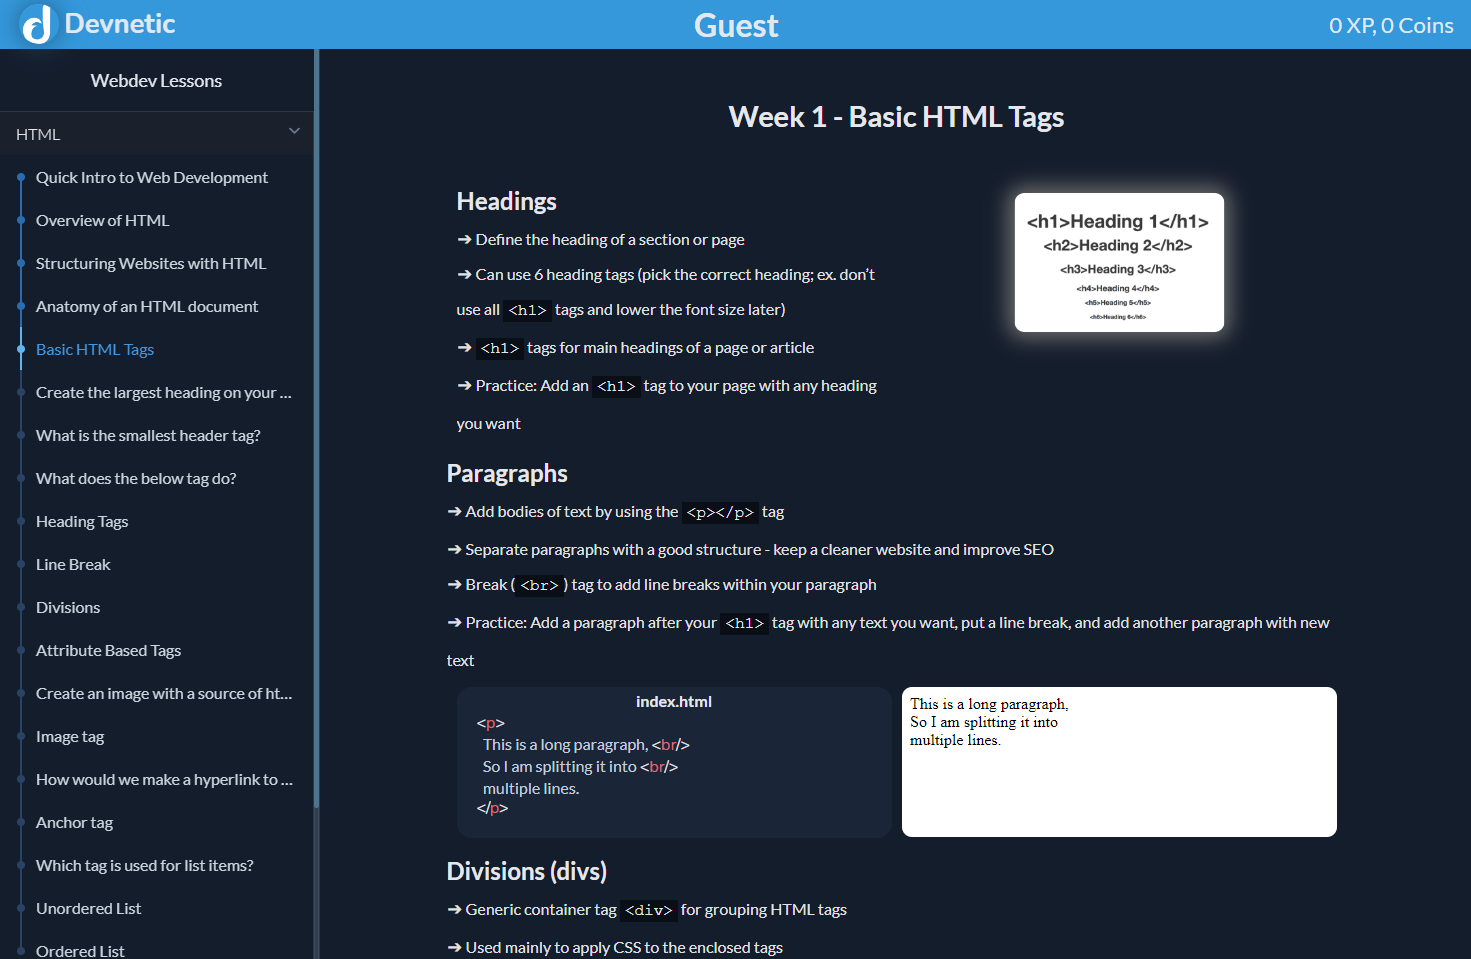 Devnetic
Guest
0 XP, 0 Coins
Webdev Lessons
HTML
Quick Intro to Web Development
Overview of HTML
Structuring Websites with HTML
Anatomy of an HTML document
Basic HTML Tags
Create the largest heading on your ...
What is the smallest header tag?
What does the below tag do?
Heading Tags
Line Break
Divisions
Attribute Based Tags
Create an image with a source of ht...
Image tag
How would we make a hyperlink to ...
Anchor tag
Which tag is used for list items?
Unordered List
Ordered List
Week 1 - Basic HTML Tags
Headings
➔ Define the heading of a section or page
➔ Can use 6 heading tags (pick the correct heading; ex. don’t
use all <h1> tags and lower the font size later)
➔ <h1> tags for main headings of a page or article
➔ Practice: Add an <h1> tag to your page with any heading
you want
<h1>Heading 1</h1>
<h2>Heading 2</h2>
<h3>Heading 3</h3>
<h4>Heading 4</h4>
<h5>Heading 5</h5>
<h6>Heading 6</h6>
Paragraphs
➔ Add bodies of text by using the <p></p> tag
➔ Separate paragraphs with a good structure - keep a cleaner website and improve SEO
➔ Break ( <br> ) tag to add line breaks within your paragraph
➔ Practice: Add a paragraph after your <h1> tag with any text you want, put a line break, and add another paragraph with new
text
index.html
<p>
This is a long paragraph, <br/>
So I am splitting it into <br/>
multiple lines.
</p>
This is a long paragraph,
So I am splitting it into
multiple lines.
Divisions (divs)
➔ Generic container tag <div> for grouping HTML tags
➔ Used mainly to apply CSS to the enclosed tags